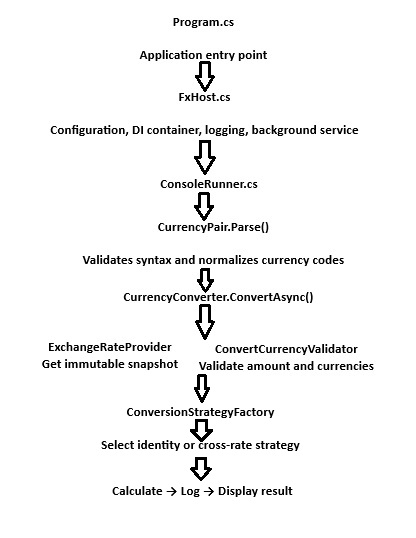 Program.cs
Application entry point
FxHost.cs
Configuration, DI container, logging, background service
ConsoleRunner.cs
CurrencyPair.Parse()
Validates syntax and normalizes currency codes
CurrencyConverter.ConvertAsync()
ExchangeRateProvider
Get immutable snapshot
ConvertCurrencyValidator
Validate amount and currencies
ConversionStrategyFactory
Select identity or cross-rate strategy
Calculate → Log → Display result